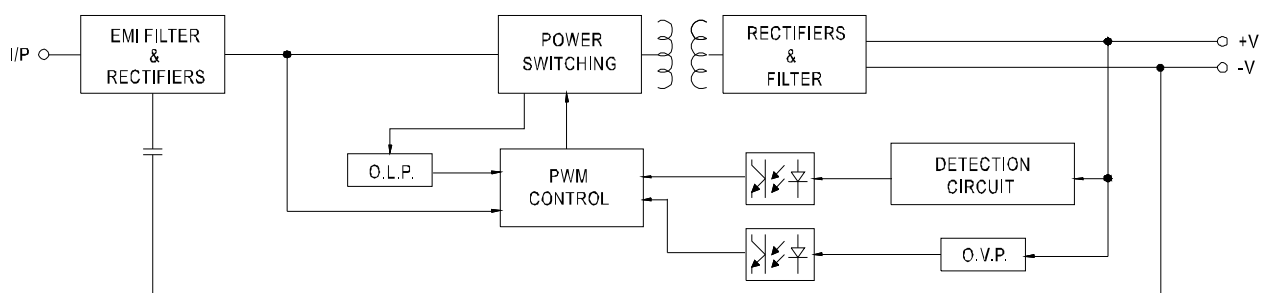 I/P
EMI FILTER
&
RECTIFIERS
POWER
SWITCHING
RECTIFIERS
&
FILTER
+V
-V
O.L.P.
PWM
CONTROL
DETECTION
CIRCUIT
O.V.P.